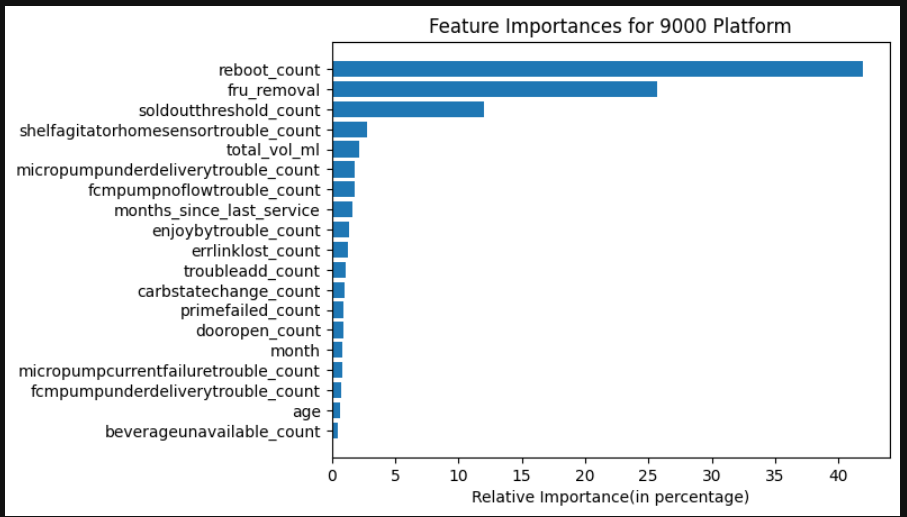 Feature Importances for 9000 Platform
reboot_count
fru_removal
soldoutthreshold_count
shelfagitatorhomesensortrouble_count
total_vol_ml
micropumpunderdeliverytrouble_count
fcmpumpnoflowtrouble_count
months_since_last_service
enjoybytrouble_count
errlinklost_count
troubleadd_count
carbstatechange_count
primefailed_count
dooropen_count
month
micropumpcurrentfailuretrouble_count
fcmpumpunderdeliverytrouble_count
age
beverageunavailable_count
0 5 10 15 20 25 30 35 40
Relative Importance(in percentage)